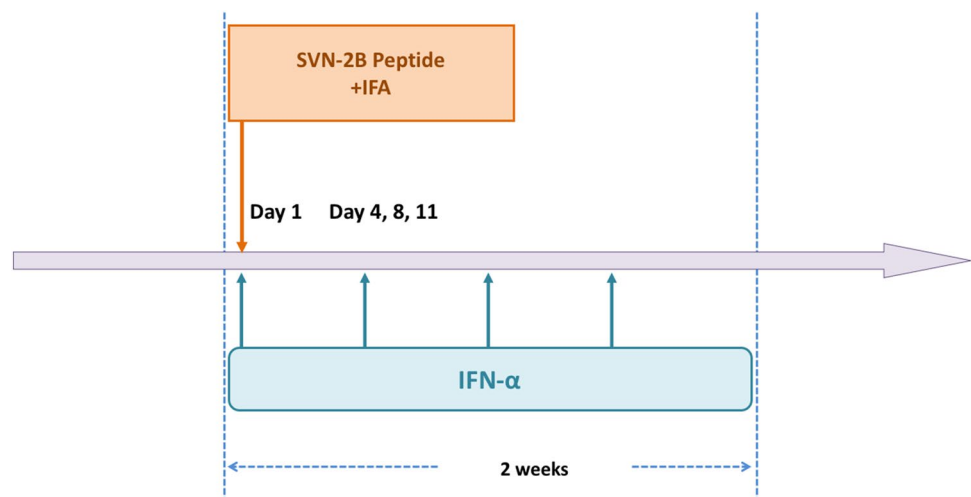 SVN-2B Peptide
+IFA
Day 1 Day 4, 8, 11
IFN-α
2 weeks